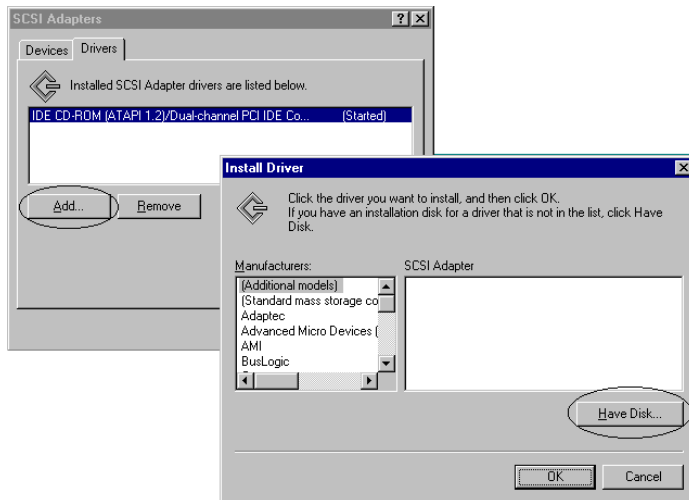 SCSI Adapters
Devices
Drivers
Installed SCSI Adapter drivers are listed below.
IDE CD-ROM (ATAPI 1.2)/Dual-channel PCI IDE Co... (Started)
Add...
Remove
Install Driver
Click the driver you want to install, and then click OK.
If you have an installation disk for a driver that is not in the list, click Have
Disk.
Manufacturers:
SCSI Adapter
(Additional models)
(Standard mass storage co
Adaptec
Advanced Micro Devices (
AMI
BusLogic
Have Disk...
OK
Cancel